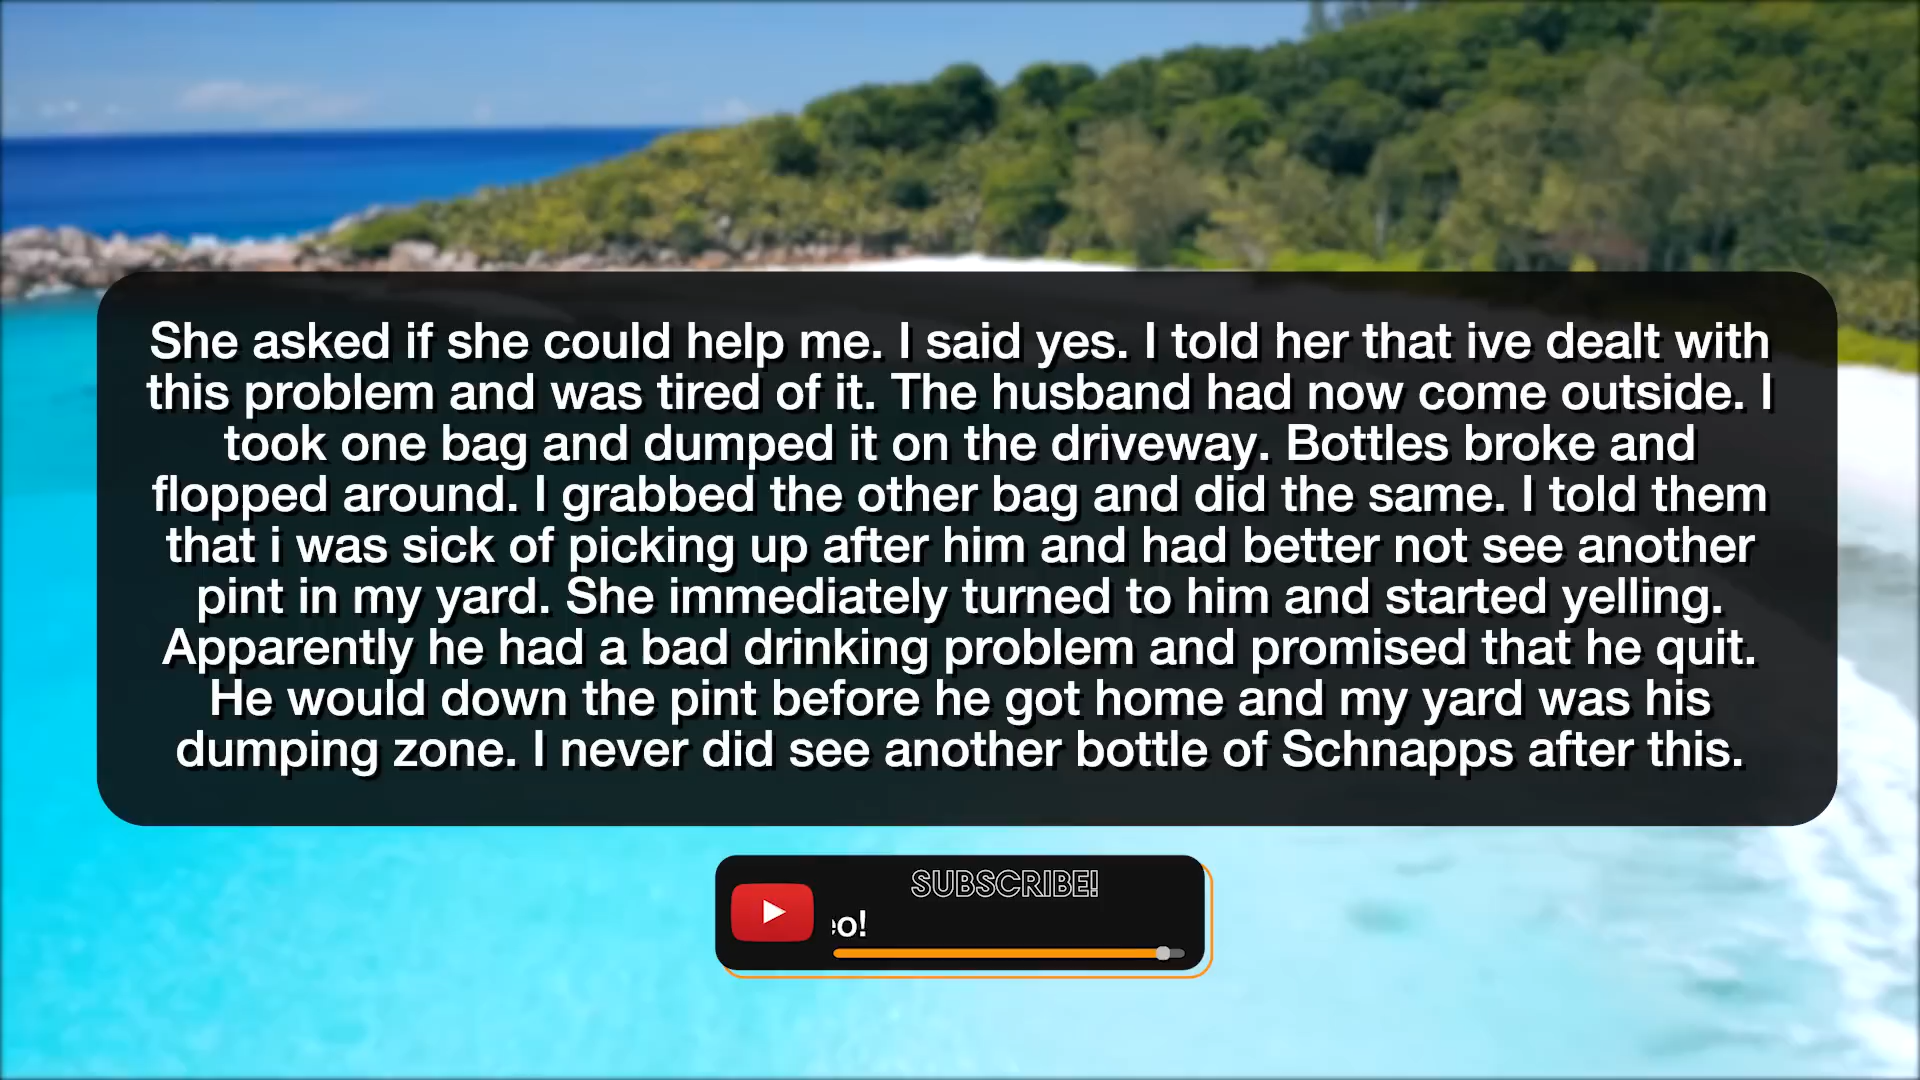 She asked if she could help me. I said yes. I told her that ive dealt with
this problem and was tired of it. The husband had now come outside. I
took one bag and dumped it on the driveway. Bottles broke and
flopped around. I grabbed the other bag and did the same. I told them
that i was sick of picking up after him and had better not see another
pint in my yard. She immediately turned to him and started yelling.
Apparently he had a bad drinking problem and promised that he quit.
He would down the pint before he got home and my yard was his
dumping zone. I never did see another bottle of Schnapps after this.
SUBSCRIBE!